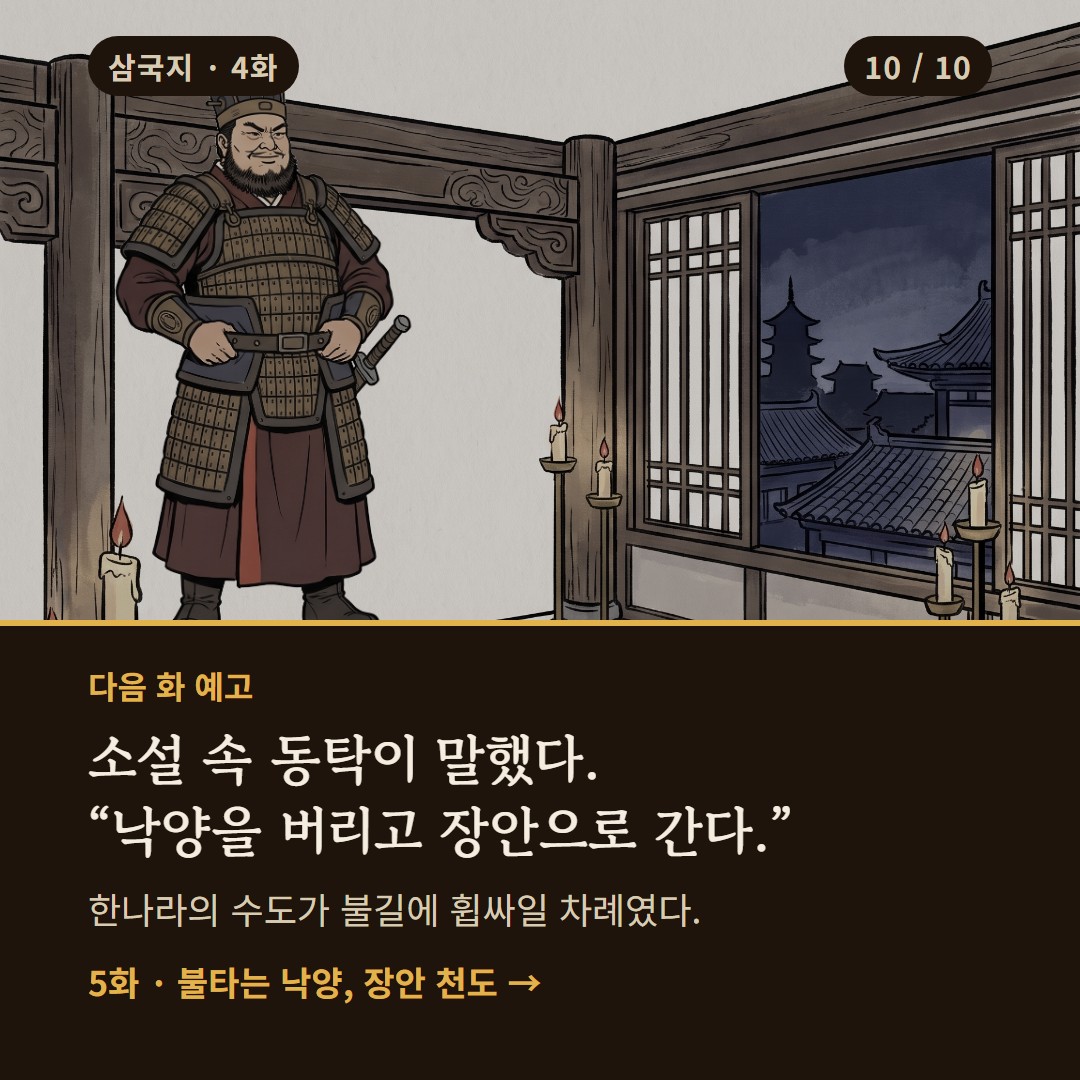 삼국지 · 4화
10 / 10
다음 화 예고
소설 속 동탁이 말했다.
“낙양을 버리고 장안으로 간다.”
한나라의 수도가 불길에 휩싸일 차례였다.
5화 · 불타는 낙양, 장안 천도 →